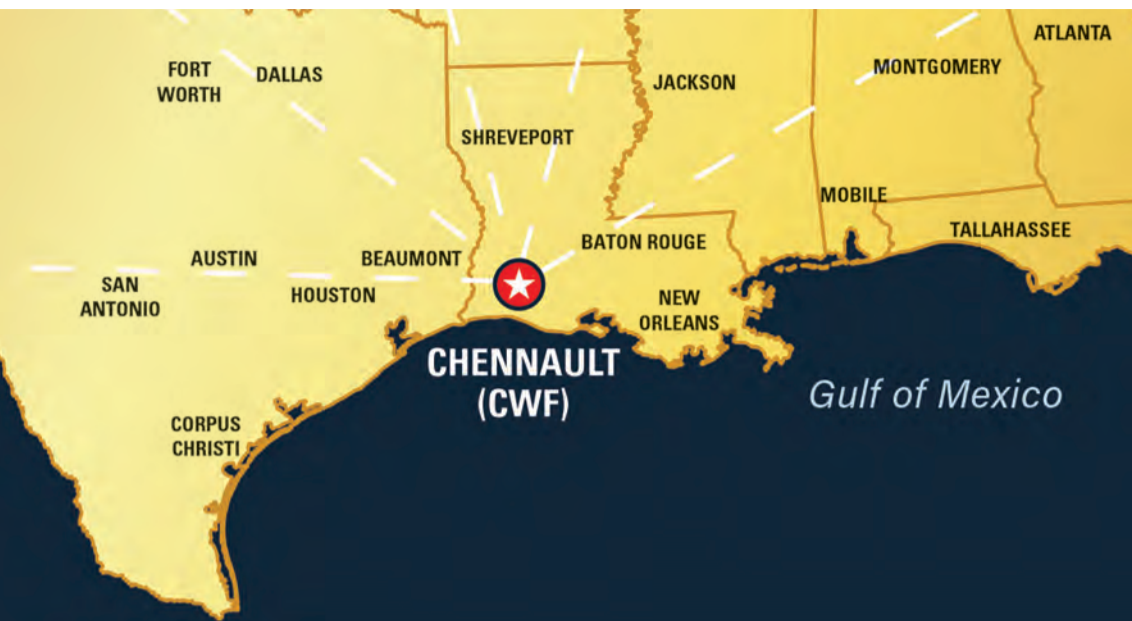 ATLANTA
FORT
WORTH
DALLAS
MONTGOMERY
JACKSON
SHREVEPORT
MOBILE
TALLAHASSEE
BATON ROUGE
AUSTIN
BEAUMONT
SAN
ANTONIO
HOUSTON
NEW
ORLEANS
CHENNAULT
(CWF)
Gulf of Mexico
CORPUS
CHRISTI